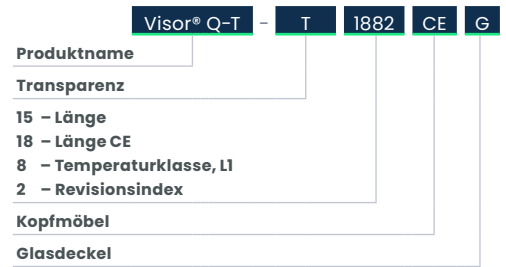 Visor® Q-T – T 1882 CE G
Produktname
Transparenz
15 – Länge
18 – Länge CE
8 – Temperaturklasse, L1
2 – Revisionsindex
Kopfmöbel
Glasdeckel